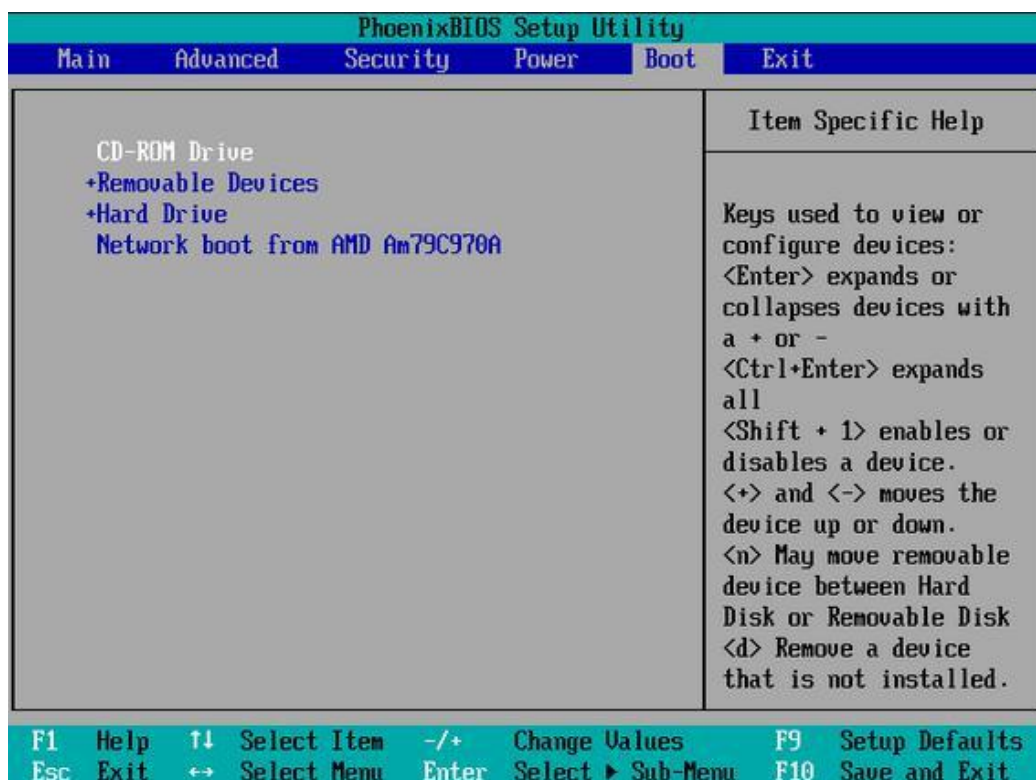 PhoenixBIOS Setup Utility
Main Advanced Security Power Boot Exit
CD-ROM Drive
+Removable Devices
+Hard Drive
Network boot from AMD Am79C970A
Item Specific Help
Keys used to view or
configure devices:
<Enter> expands or
collapses devices with
a + or -
<Ctrl+Enter> expands
all
<Shift + 1> enables or
disables a device.
<+> and <-> moves the
device up or down.
<n> May move removable
device between Hard
Disk or Removable Disk
<d> Remove a device
that is not installed.
F1 Help ↑↓ Select Item -/+ Change Values F9 Setup Defaults
Esc Exit ↔ Select Menu Enter Select ▶ Sub-Menu F10 Save and Exit